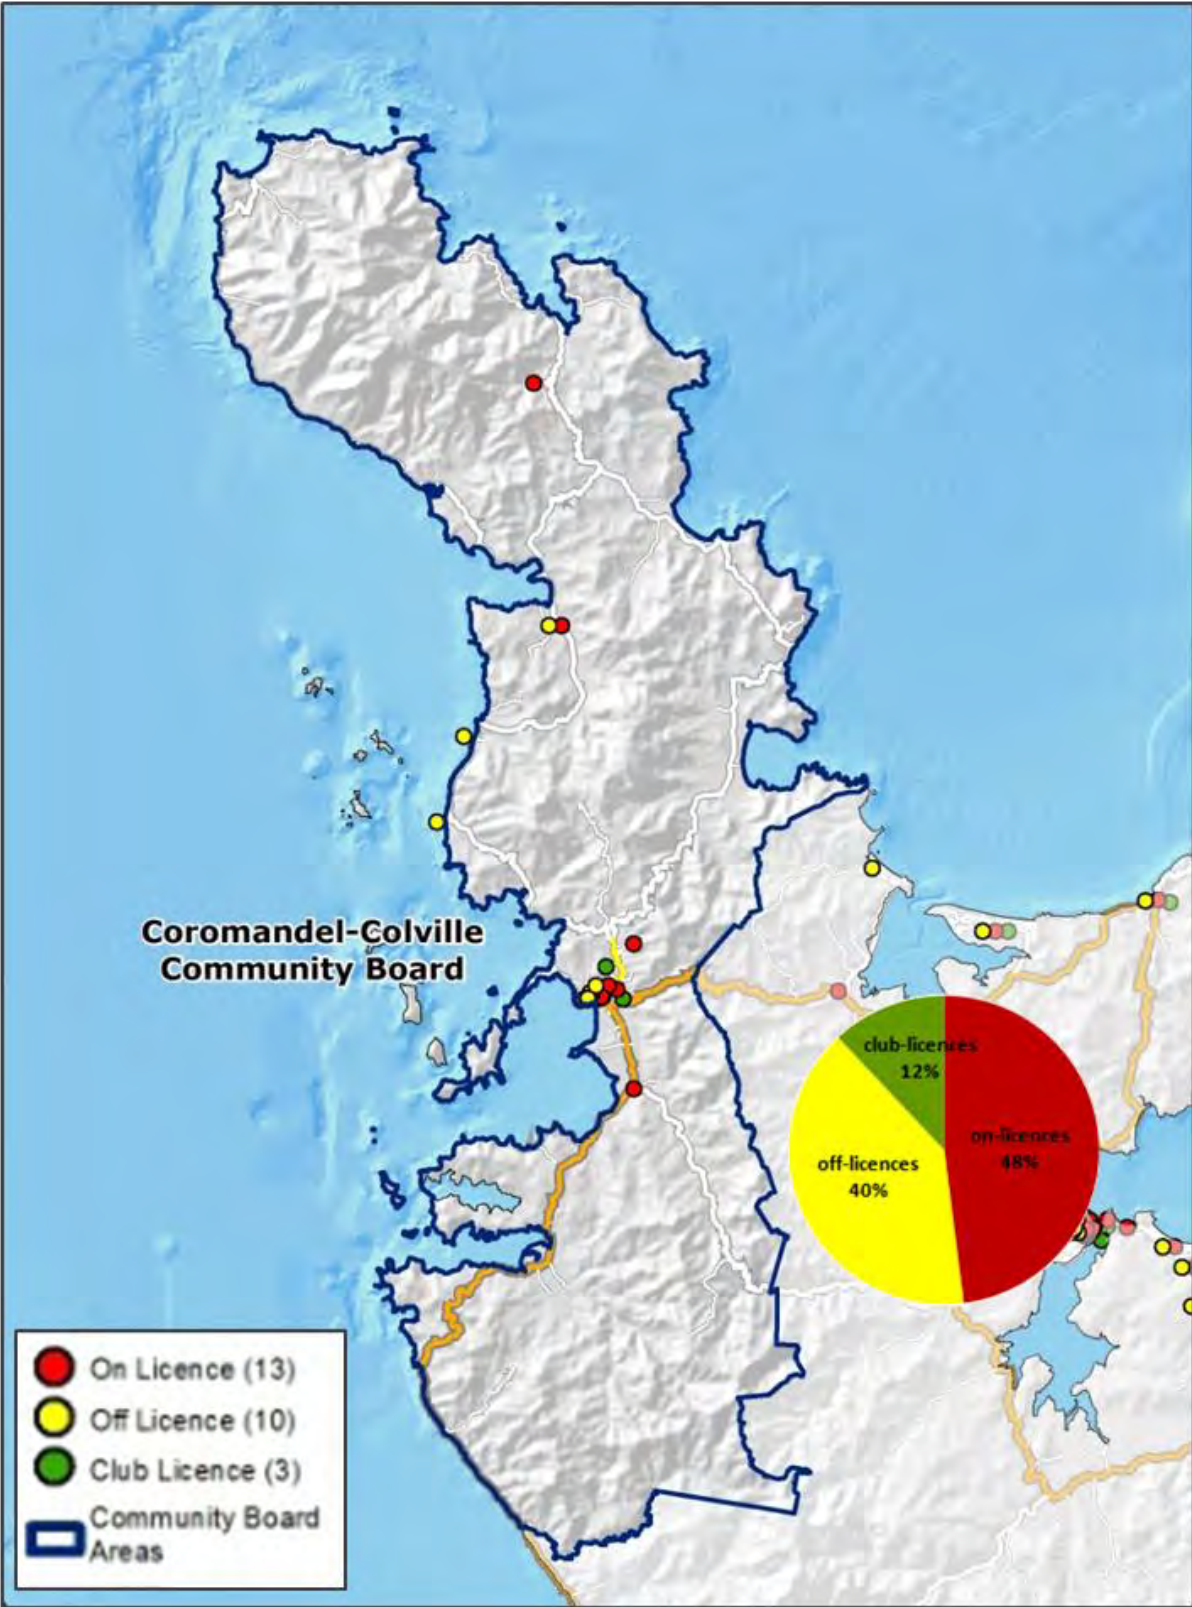 Coromandel-Colville
Community Board
club-licences
12%
on-licences
48%
off-licences
40%
On Licence (13)
Off Licence (10)
Club Licence (3)
Community Board
Areas